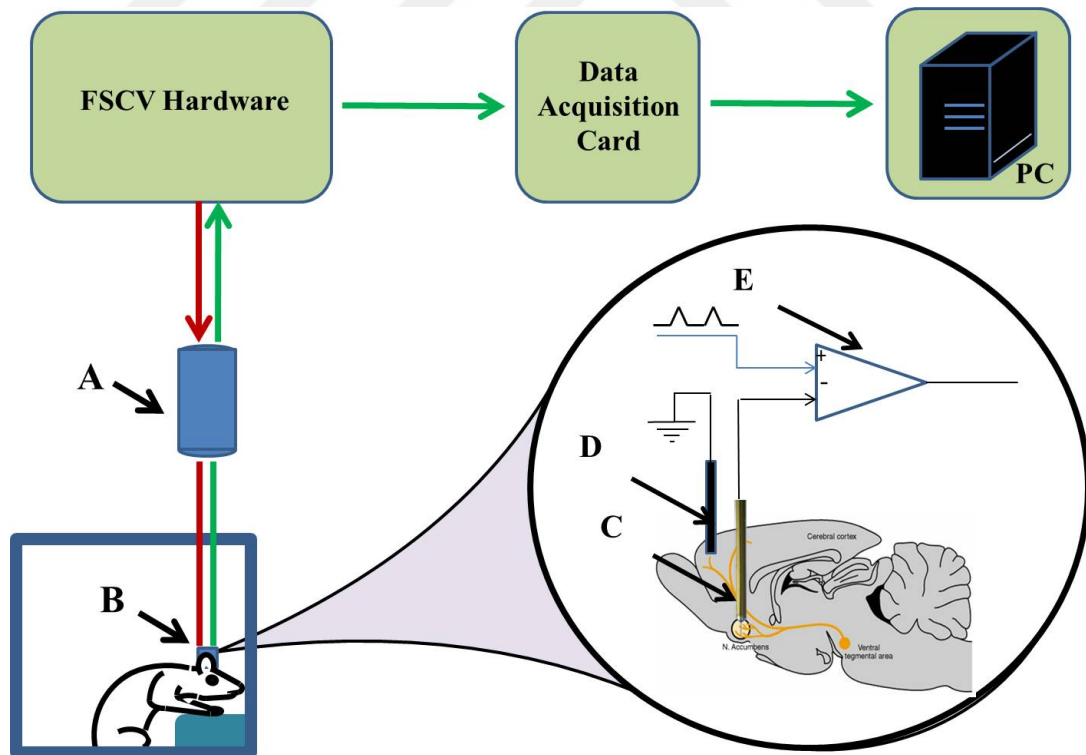 FSCV Hardware
Data
Acquisition
Card
PC
A
E
+
-
D
C
Cerebral cortex
B
N. Accumbens
Ventral
tegmental area